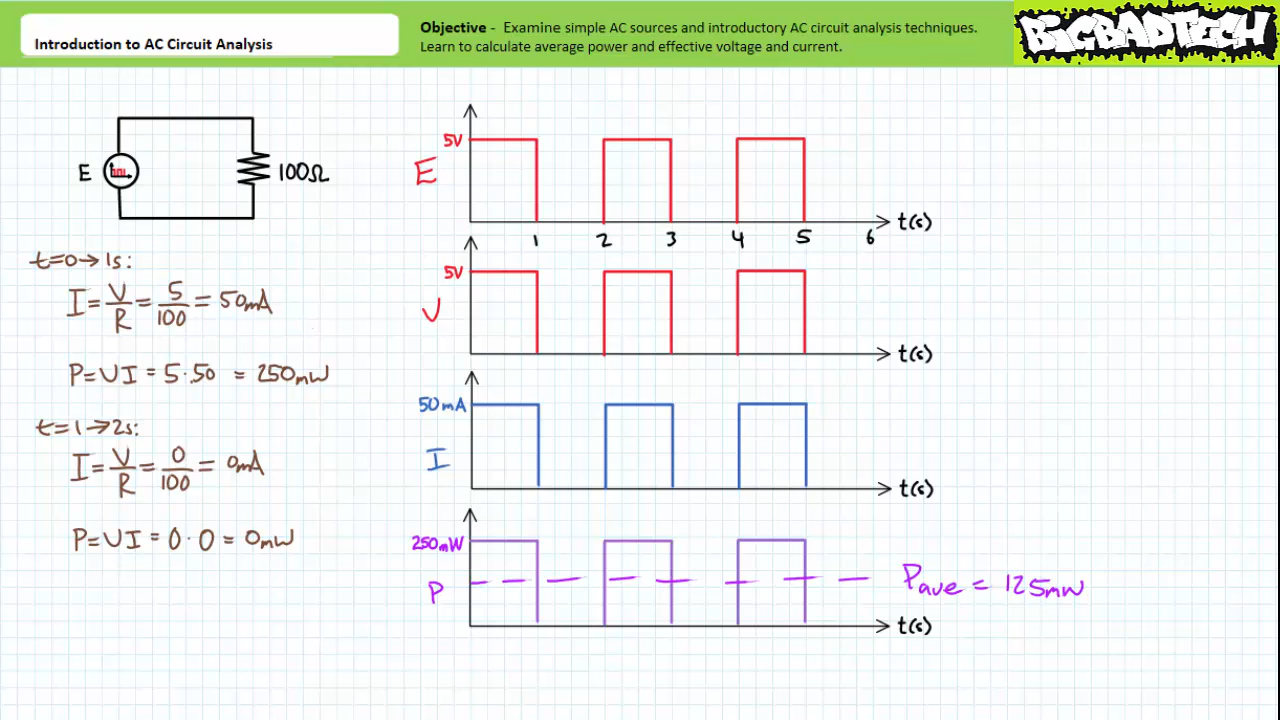 Introduction to AC Circuit Analysis
Objective - Examine simple AC sources and introductory AC circuit analysis techniques.
Learn to calculate average power and effective voltage and current.
BIGBADTECH
E
100Ω
t=0→1s:
I = V/R = 5/100 = 50mA
P=VI = 5·50 = 250mW
t=1→2s:
I = V/R = 0/100 = 0mA
P=VI = 0·0 = 0mW
5V
E
t(s)
1 2 3 4 5 6
5V
V
t(s)
50mA
I
t(s)
250mW
P
Pave = 125mW
t(s)